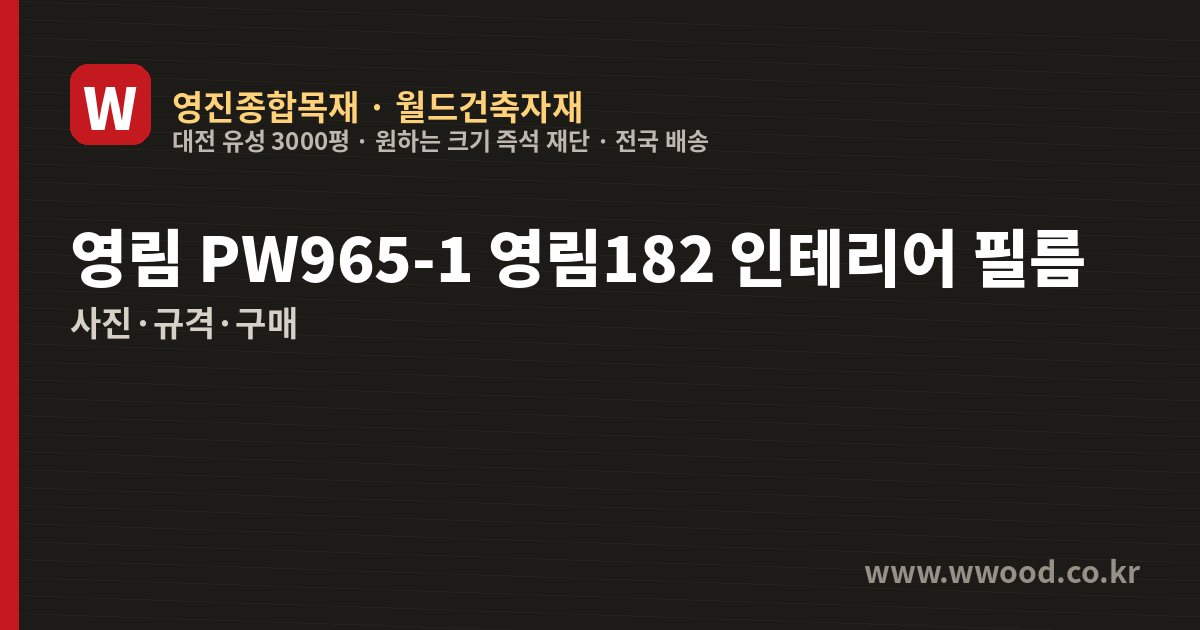 W
영진종합목재 · 월드건축자재
대전 유성 3000평 · 원하는 크기 즉석 재단 · 전국 배송
영림 PW965-1 영림182 인테리어 필름
사진·규격·구매
www.wwood.co.kr